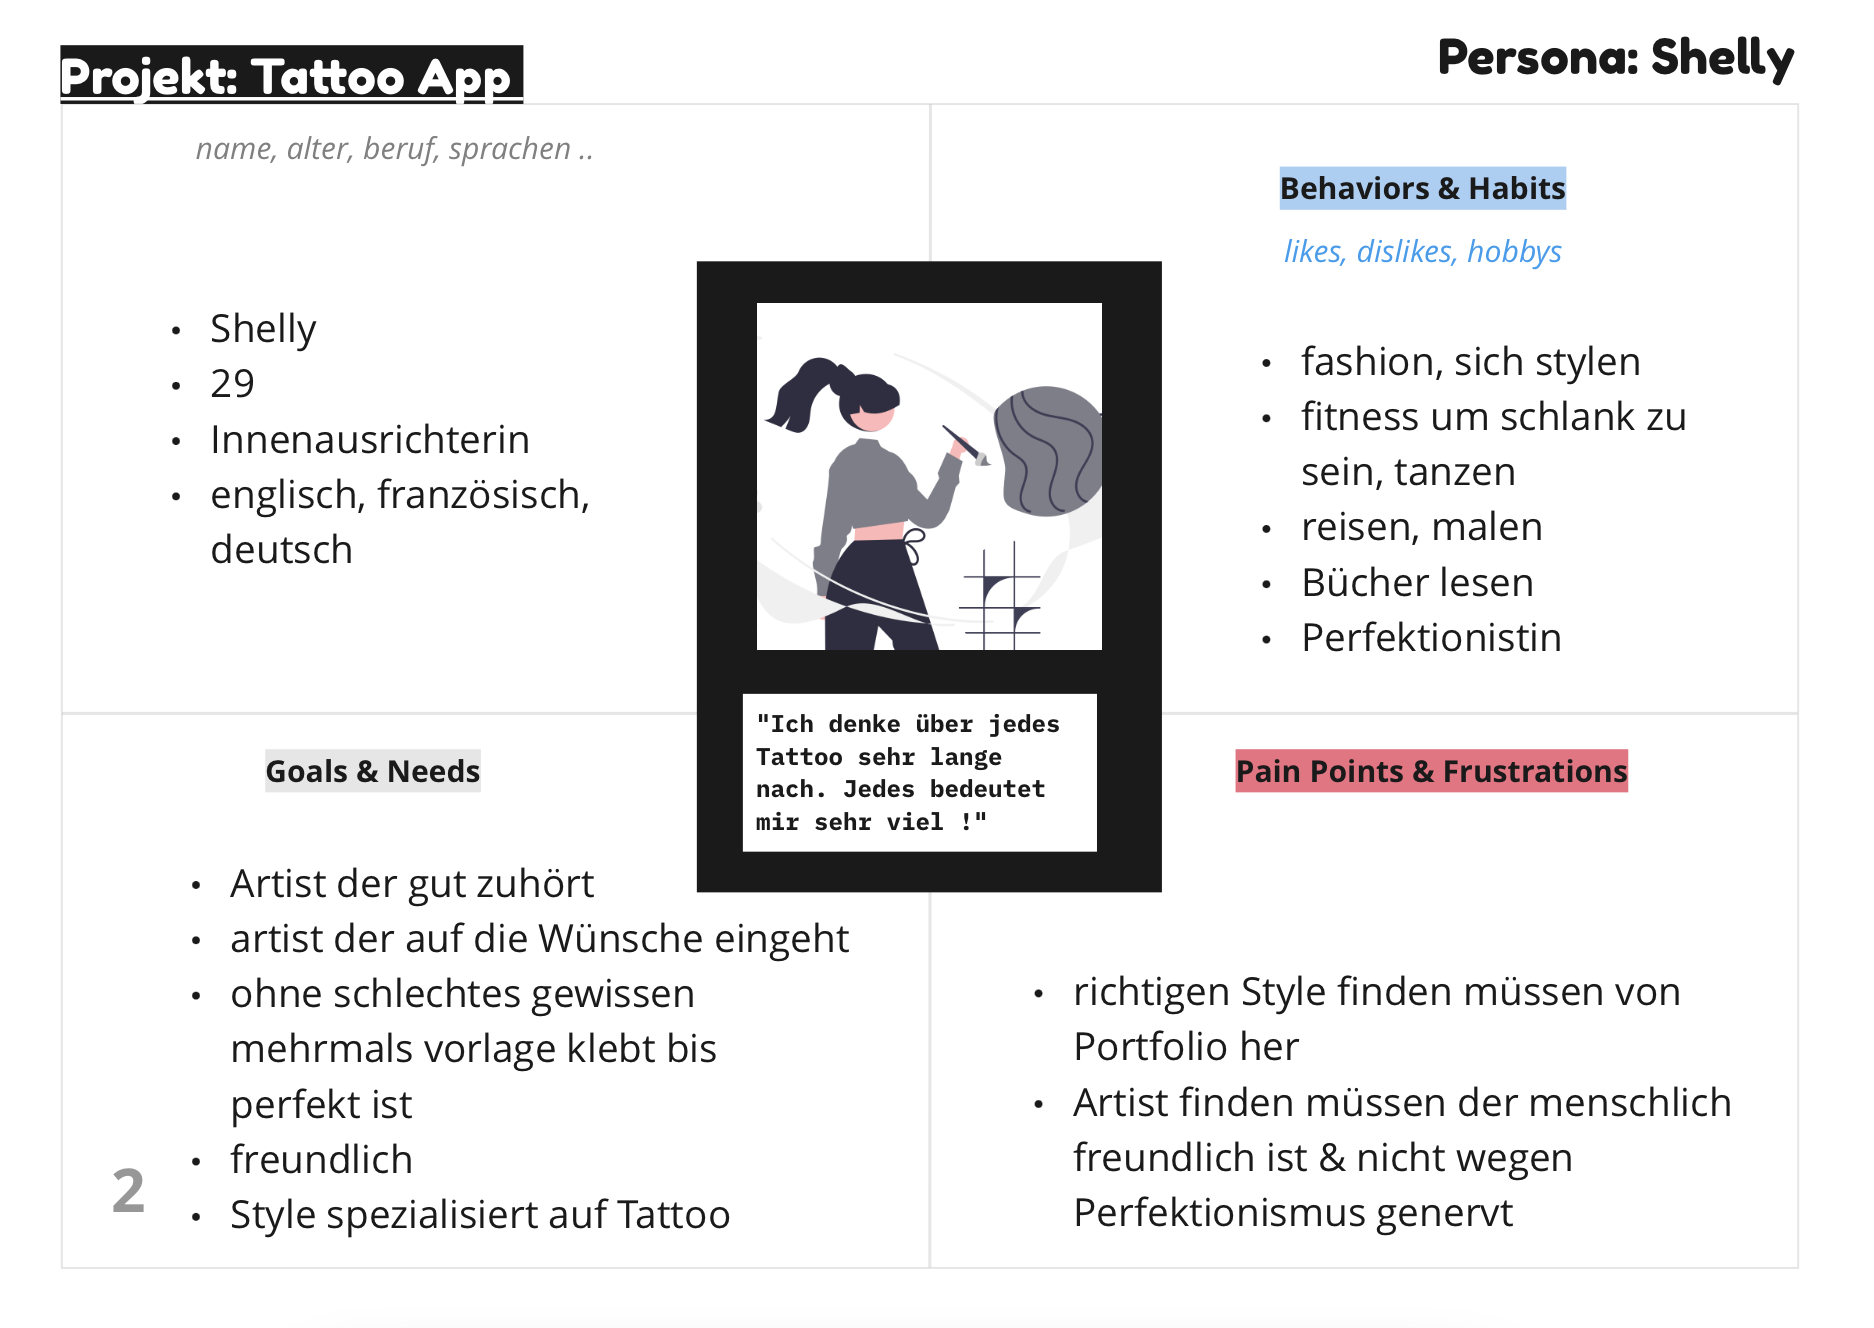 Projekt: Tattoo App
Persona: Shelly
name, alter, beruf, sprachen ..
• Shelly
• 29
• Innenausrichterin
• englisch, französisch,
deutsch
Behaviors & Habits
likes, dislikes, hobbys
• fashion, sich stylen
• fitness um schlank zu
sein, tanzen
• reisen, malen
• Bücher lesen
• Perfektionistin
"Ich denke über jedes
Tattoo sehr lange
nach. Jedes bedeutet
mir sehr viel !"
Goals & Needs
• Artist der gut zuhört
• artist der auf die Wünsche eingeht
• ohne schlechtes gewissen
mehrmals vorlage klebt bis
perfekt ist
• freundlich
• Style spezialisiert auf Tattoo
2
Pain Points & Frustrations
• richtigen Style finden müssen von
Portfolio her
• Artist finden müssen der menschlich
freundlich ist & nicht wegen
Perfektionismus genervt